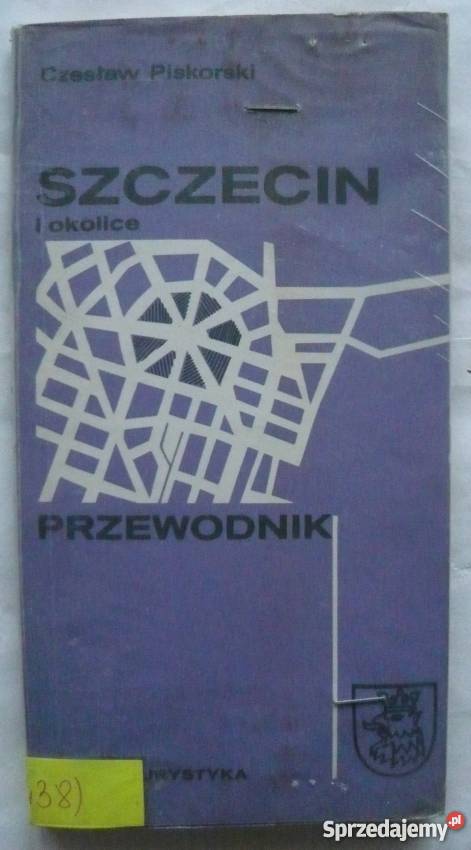 Czesław Piskorski
SZCZECIN
i okolice
PRZEWODNIK
38)
Sprzedajemy.pl